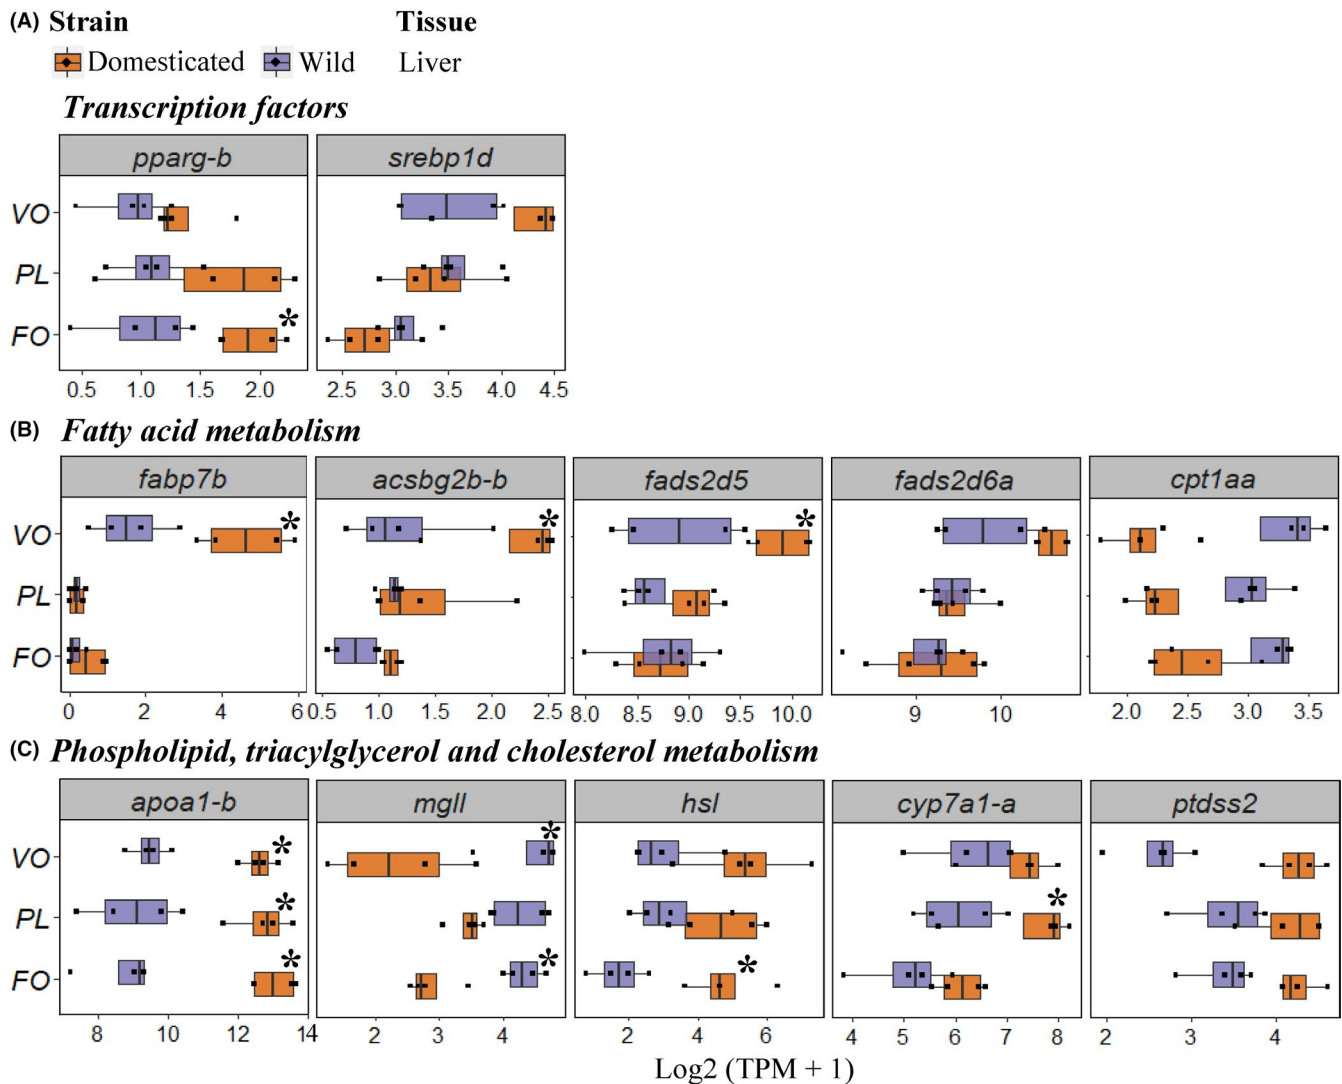 (A) Strain Tissue
Domesticated Wild Liver
Transcription factors
pparg-b srebp1d
VO
PL
FO
0.5 1.0 1.5 2.0 2.5 3.0 3.5 4.0 4.5
(B) Fatty acid metabolism
fabp7b acsbg2b-b fads2d5 fads2d6a cpt1aa
VO * * *
PL
FO
0 2 4 6 0.5 1.0 1.5 2.0 2.5 8.0 8.5 9.0 9.5 10.0 9 10 2.0 2.5 3.0 3.5
(C) Phospholipid, triacylglycerol and cholesterol metabolism
apoa1-b mgll hsl cyp7a1-a ptdss2
VO * *
PL * *
FO * * *
8 10 12 14 2 3 4 2 4 6 4 5 6 7 8 2 3 4
Log2 (TPM + 1)